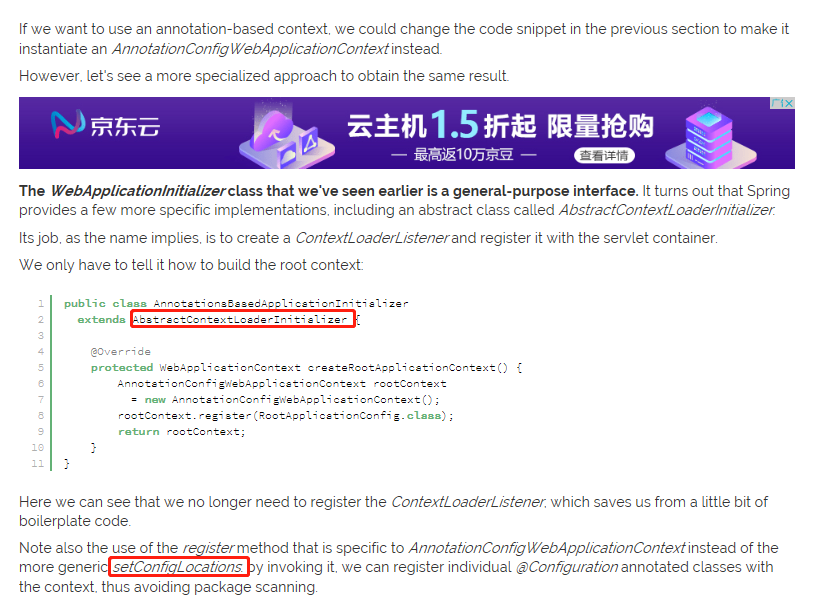 If we want to use an annotation-based context, we could change the code snippet in the previous section to make it
instantiate an AnnotationConfigWebApplicationContext instead.
However, let's see a more specialized approach to obtain the same result.
京东云
云主机1.5折起 限量抢购
— 最高返10万京豆 —
查看详情
The WebApplicationInitializer class that we've seen earlier is a general-purpose interface. It turns out that Spring
provides a few more specific implementations, including an abstract class called AbstractContextLoaderInitializer.
Its job, as the name implies, is to create a ContextLoaderListener and register it with the servlet container.
We only have to tell it how to build the root context:
1 public class AnnotationsBasedApplicationInitializer
2 extends AbstractContextLoaderInitializer {
3
4 @Override
5 protected WebApplicationContext createRootApplicationContext() {
6 AnnotationConfigWebApplicationContext rootContext
7 = new AnnotationConfigWebApplicationContext();
8 rootContext.register(RootApplicationConfig.class);
9 return rootContext;
10 }
11 }
Here we can see that we no longer need to register the ContextLoaderListener, which saves us from a little bit of
boilerplate code.
Note also the use of the register method that is specific to AnnotationConfigWebApplicationContext instead of the
more generic setConfigLocations: by invoking it, we can register individual @Configuration annotated classes with
the context, thus avoiding package scanning.